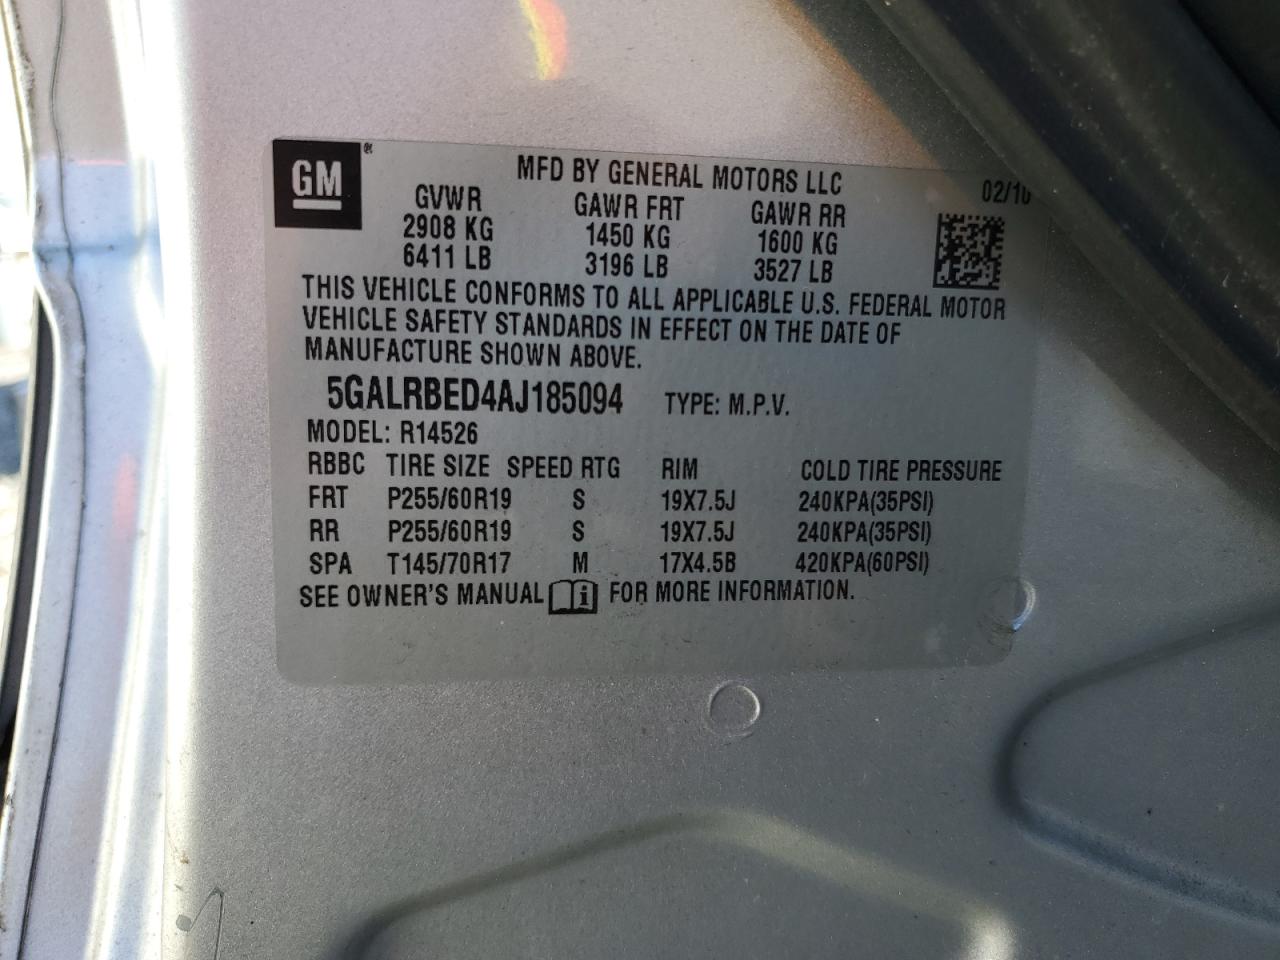 GM®
MFD BY GENERAL MOTORS LLC
02/10
GVWR GAWR FRT GAWR RR
2908 KG 1450 KG 1600 KG
6411 LB 3196 LB 3527 LB
THIS VEHICLE CONFORMS TO ALL APPLICABLE U.S. FEDERAL MOTOR
VEHICLE SAFETY STANDARDS IN EFFECT ON THE DATE OF
MANUFACTURE SHOWN ABOVE.
5GALRBED4AJ185094 TYPE: M.P.V.
MODEL: R14526
RBBC TIRE SIZE SPEED RTG RIM COLD TIRE PRESSURE
FRT P255/60R19 S 19X7.5J 240KPA(35PSI)
RR P255/60R19 S 19X7.5J 240KPA(35PSI)
SPA T145/70R17 M 17X4.5B 420KPA(60PSI)
SEE OWNER'S MANUAL i FOR MORE INFORMATION.